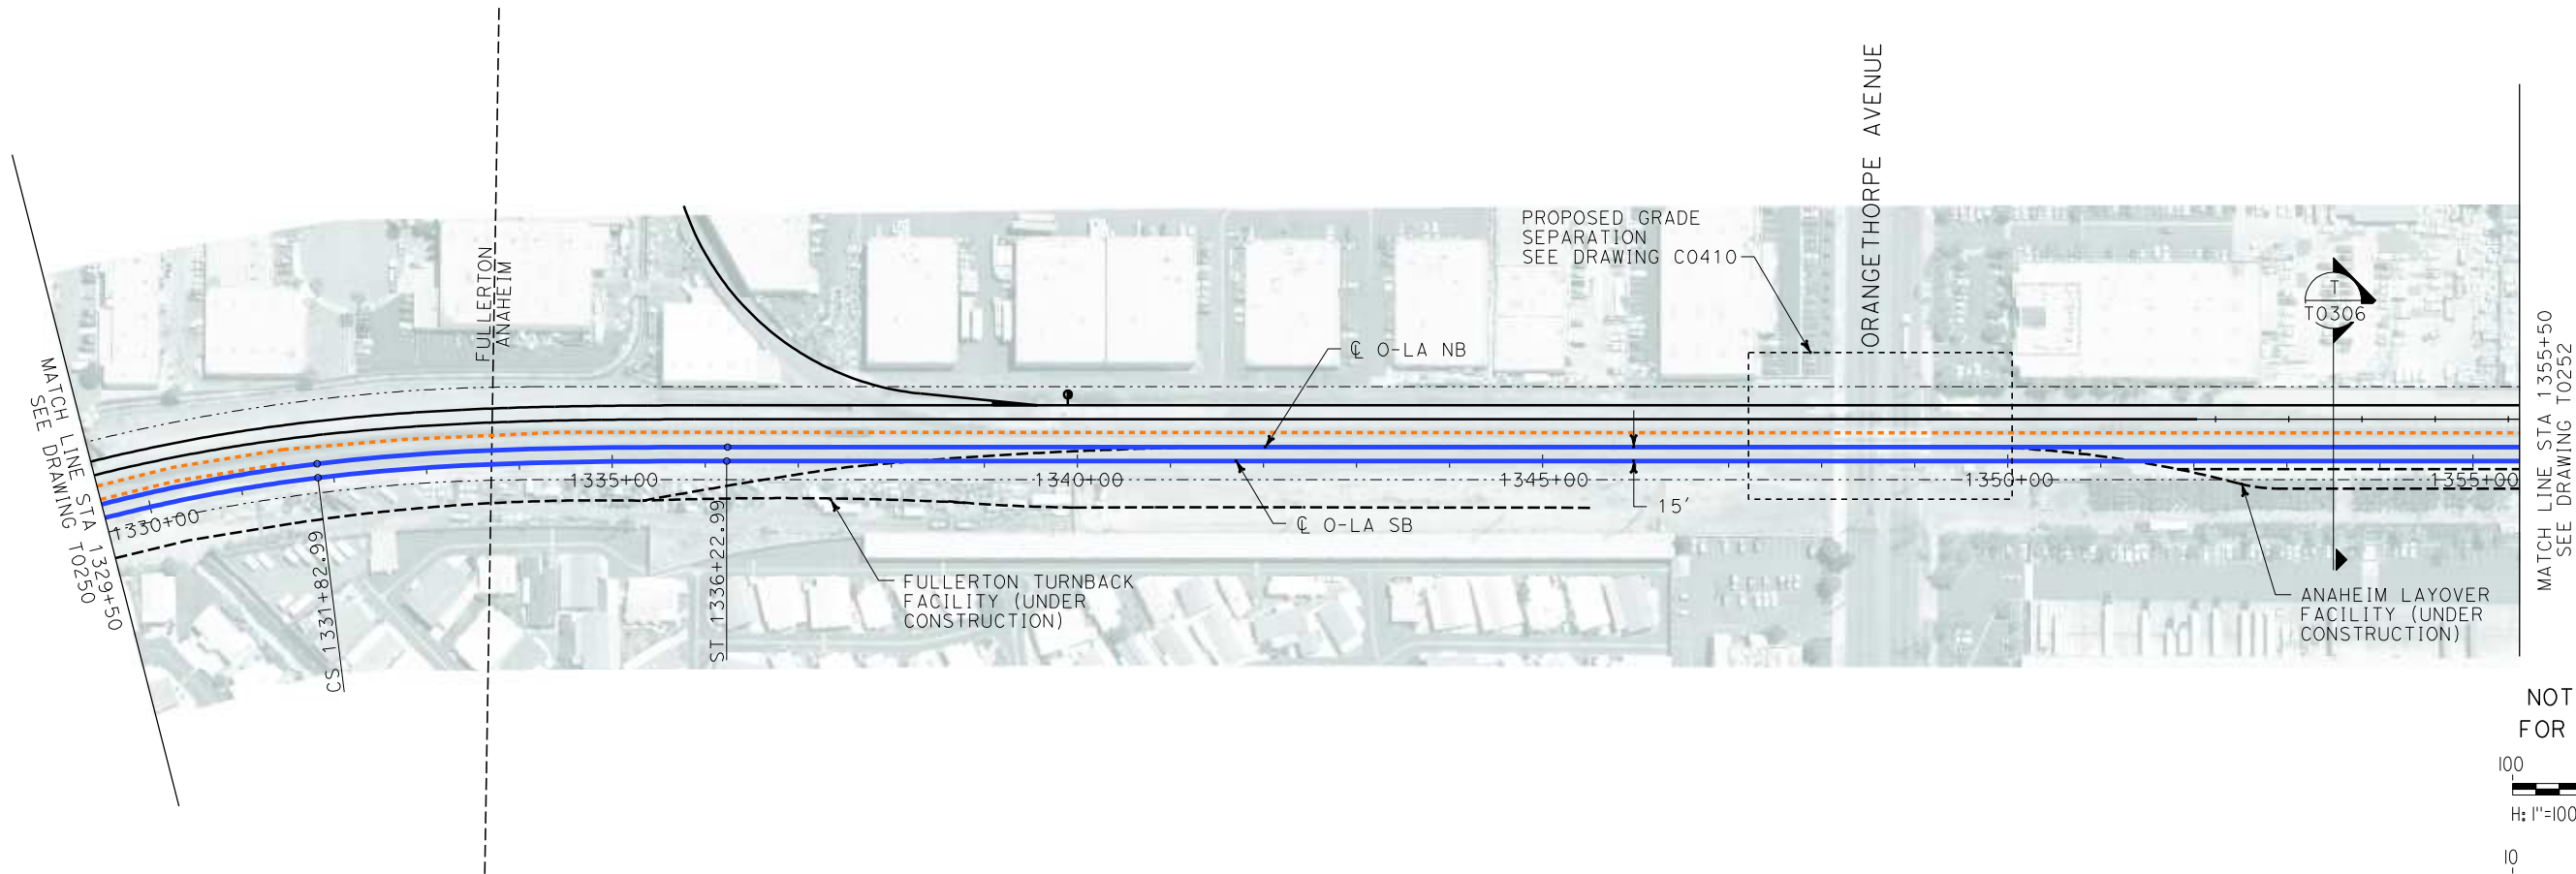 ORANGETHORPE AVENUE
PROPOSED GRADE
SEPARATION
SEE DRAWING C0410
FULLERTON
ANAHEIM
T
T0306
℄ O-LA NB
MATCH LINE STA 1329+50
SEE DRAWING T0250
MATCH LINE STA 1355+50
SEE DRAWING T0252
1330+00
1335+00
1340+00
1345+00
1350+00
1355+00
15'
℄ O-LA SB
CS 1331+82.99
ST 1336+22.99
FULLERTON TURNBACK
FACILITY (UNDER
CONSTRUCTION)
ANAHEIM LAYOVER
FACILITY (UNDER
CONSTRUCTION)
NOT
FOR
100
H: 1"=100
10